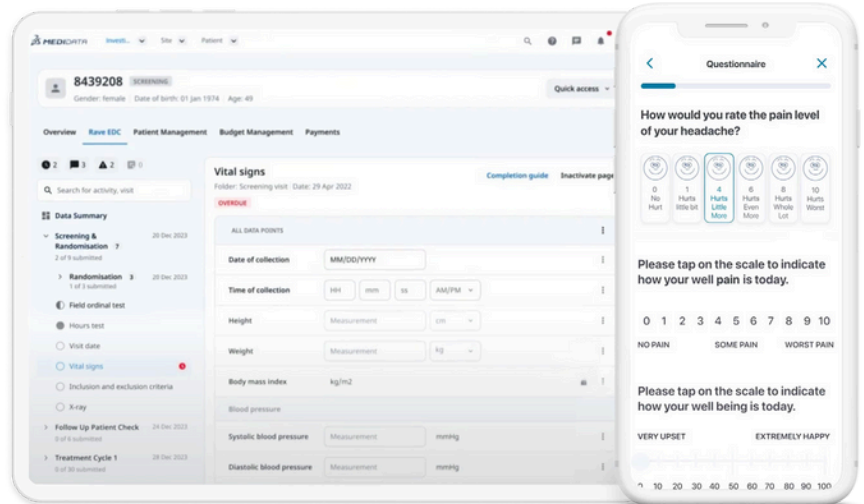 MEDIDATA
Investi...
Site
Patient
8439208 SCREENING
Gender: female Date of birth: 01 Jan 1974 Age: 49
Quick access
Overview Rave EDC Patient Management Budget Management Payments
2 3 2 0
Search for activity, visit
Data Summary
Screening & 20 Dec 2023
Randomisation 7
2 of 9 submitted
Randomisation 3 20 Dec 2023
1 of 3 submitted
Field ordinal test
Hours test
Visit date
Vital signs
Inclusion and exclusion criteria
X-ray
Follow Up Patient Check 24 Dec 2023
0 of 6 submitted
Treatment Cycle 1 28 Dec 2023
0 of 30 submitted
Vital signs
Completion guide Inactivate page
Folder: Screening visit Date: 29 Apr 2022
OVERDUE
ALL DATA POINTS
Date of collection MM/DD/YYYY
Time of collection HH mm ss AM/PM
Height Measurement cm
Weight Measurement kg
Body mass index kg/m2
Blood pressure
Systolic blood pressure Measurement mmHg
Diastolic blood pressure Measurement mmHg
Questionnaire
How would you rate the pain level
of your headache?
0 1 4 6 8 10
No Hurts Hurts Hurts Hurts Hurts
Hurt little bit Little Even Whole Worst
More More Lot
Please tap on the scale to indicate
how your well pain is today.
0 1 2 3 4 5 6 7 8 9 10
NO PAIN SOME PAIN WORST PAIN
Please tap on the scale to indicate
how your well being is today.
VERY UPSET EXTREMELY HAPPY
0 10 20 30 40 50 60 70 80 90 100